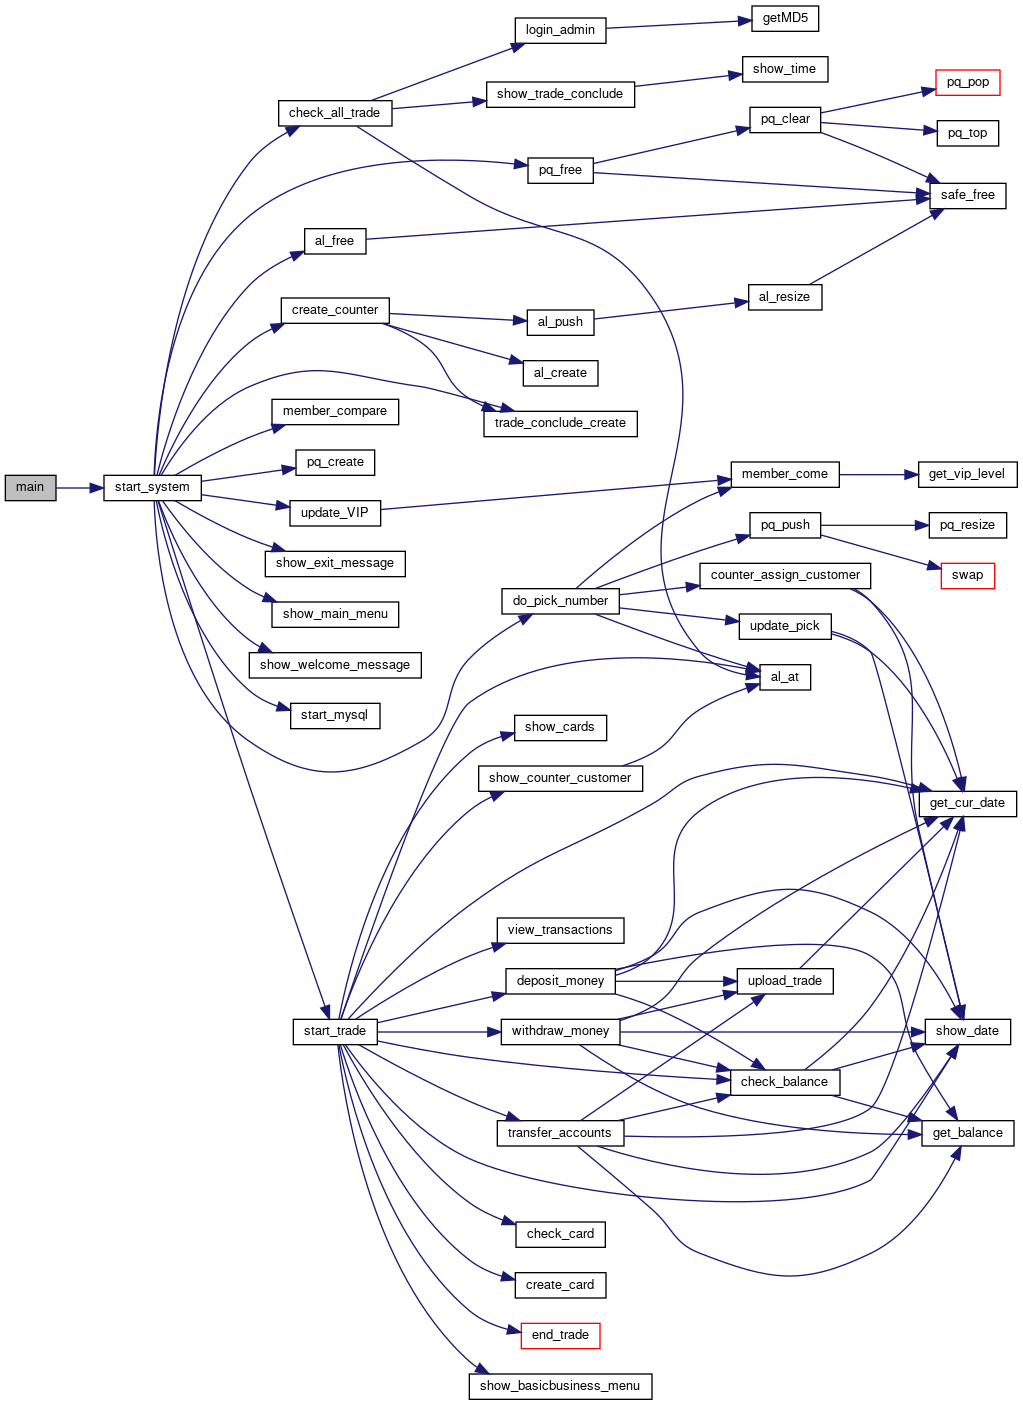 login_admin
getMD5
show_time
pq_pop
show_trade_conclude
check_all_trade
pq_clear
pq_top
pq_free
safe_free
al_free
al_resize
create_counter
al_push
al_create
member_compare
trade_conclude_create
pq_create
member_come
get_vip_level
main
start_system
update_VIP
pq_push
pq_resize
show_exit_message
counter_assign_customer
swap
do_pick_number
show_main_menu
update_pick
show_welcome_message
al_at
start_mysql
show_cards
show_counter_customer
get_cur_date
view_transactions
deposit_money
upload_trade
start_trade
withdraw_money
show_date
check_balance
transfer_accounts
get_balance
check_card
create_card
end_trade
show_basicbusiness_menu